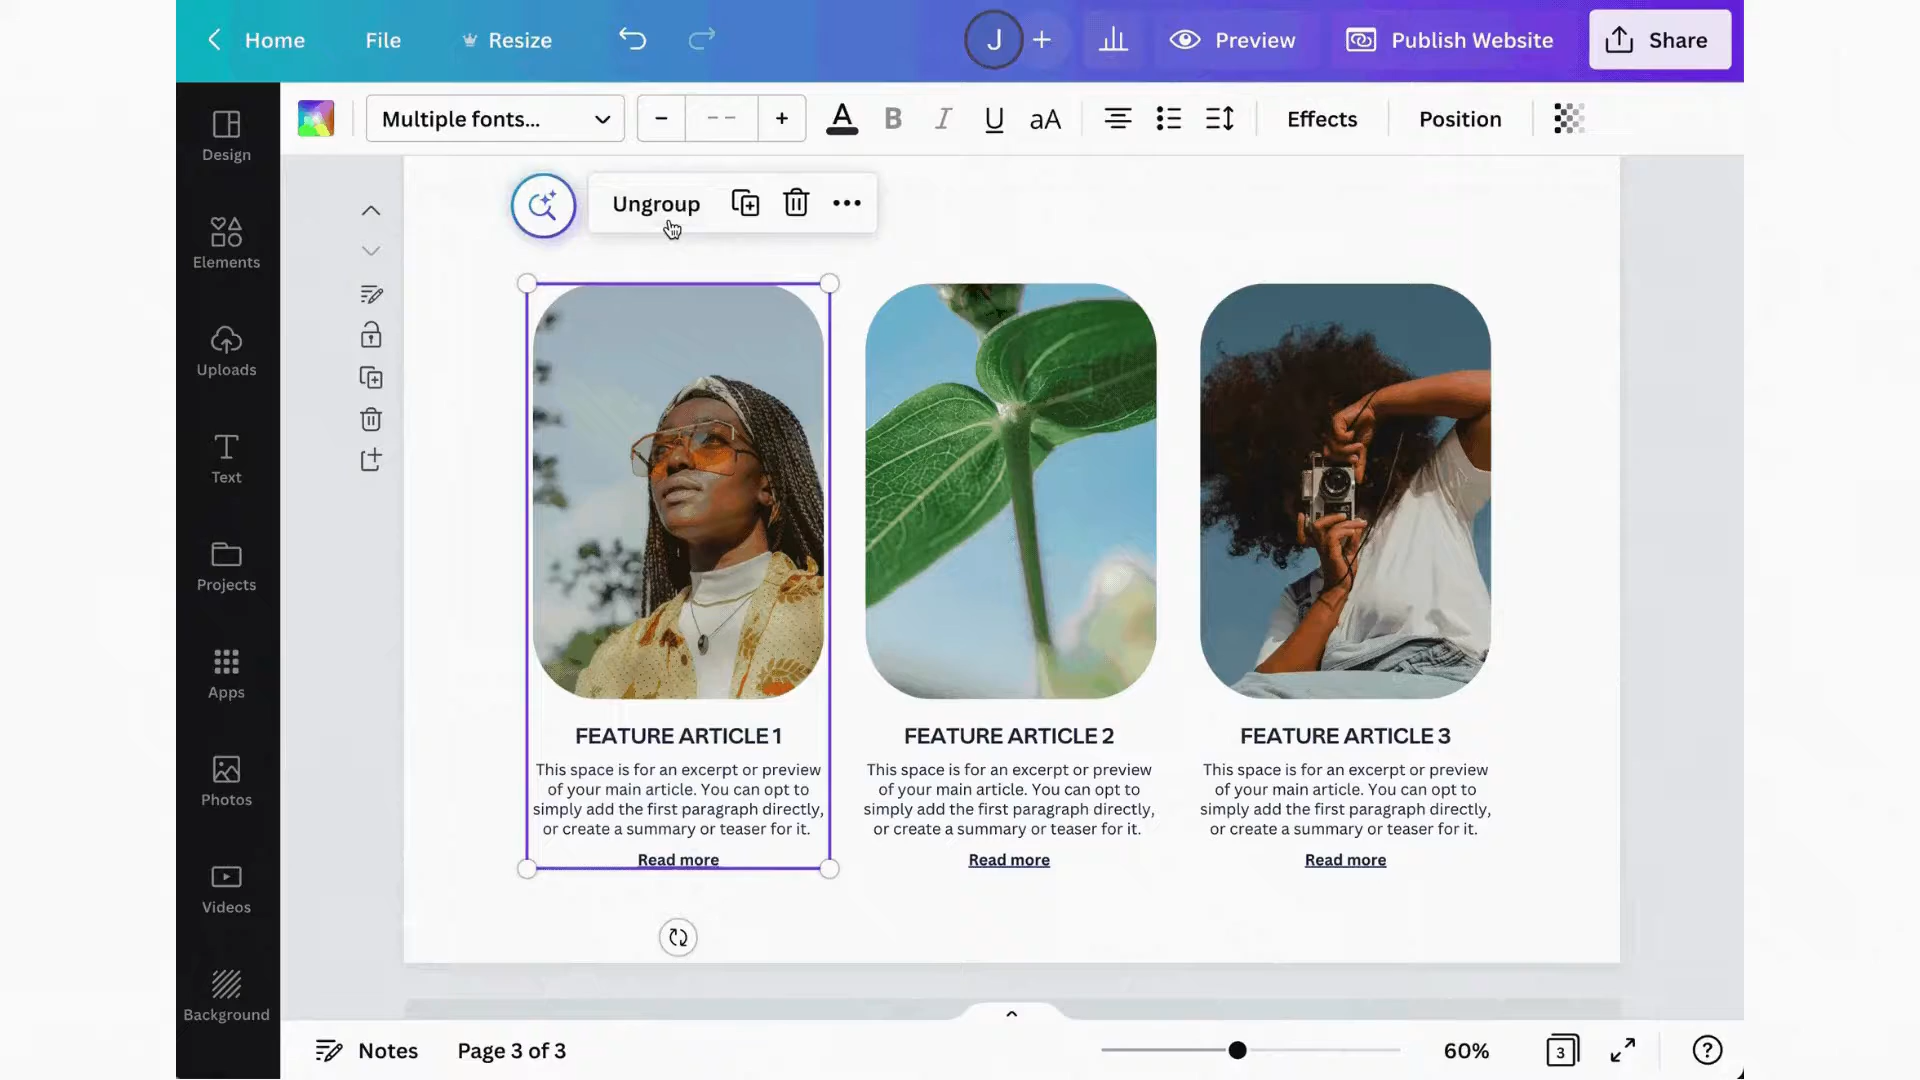 Home
File
Resize
J
Preview
Publish Website
Share
Multiple fonts...
A
B
I
U
aA
Effects
Position
Design
Elements
Uploads
Text
Projects
Apps
Photos
Videos
Background
Ungroup
FEATURE ARTICLE 1
This space is for an excerpt or preview
of your main article. You can opt to
simply add the first paragraph directly,
or create a summary or teaser for it.
Read more
FEATURE ARTICLE 2
This space is for an excerpt or preview
of your main article. You can opt to
simply add the first paragraph directly,
or create a summary or teaser for it.
Read more
FEATURE ARTICLE 3
This space is for an excerpt or preview
of your main article. You can opt to
simply add the first paragraph directly,
or create a summary or teaser for it.
Read more
Notes
Page 3 of 3
60%
3
?